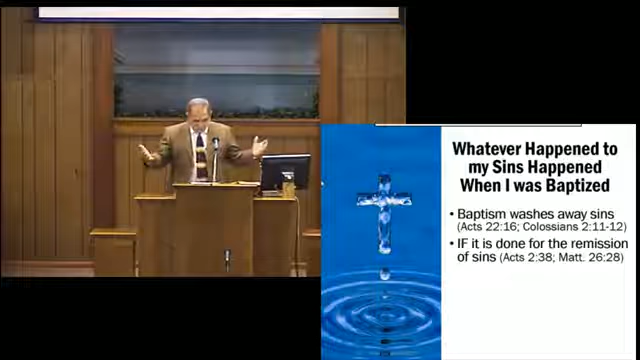 Whatever Happened to
my Sins Happened
When I was Baptized
• Baptism washes away sins
(Acts 22:16; Colossians 2:11-12)
• IF it is done for the remission
of sins (Acts 2:38; Matt. 26:28)